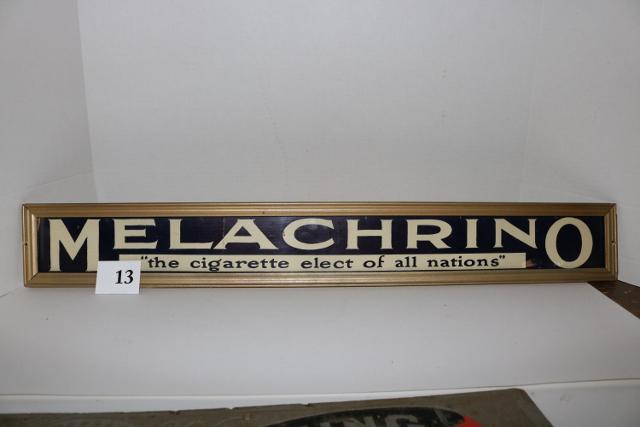 MELACHRINO
"the cigarette elect of all nations"
13